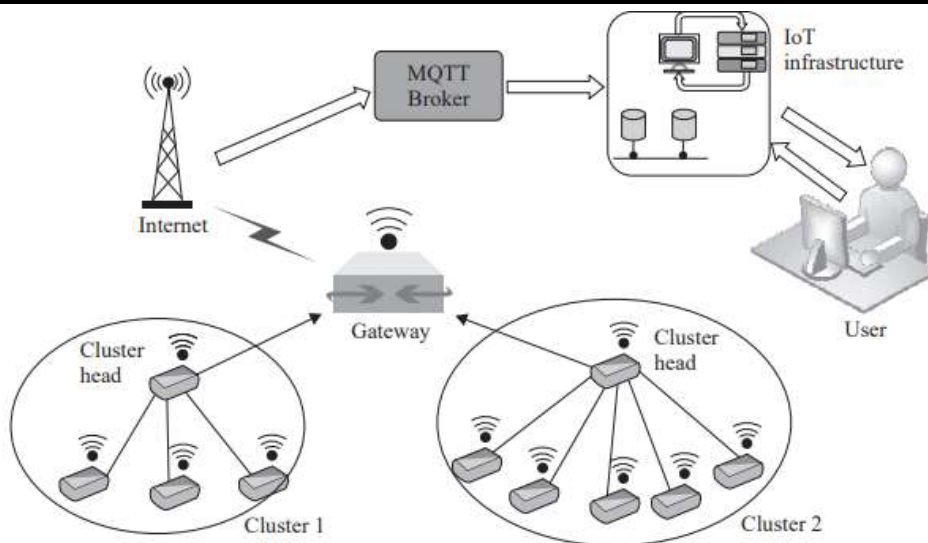 IoT
infrastructure
MQTT
Broker
Internet
Gateway
User
Cluster
head
Cluster
head
Cluster 1
Cluster 2